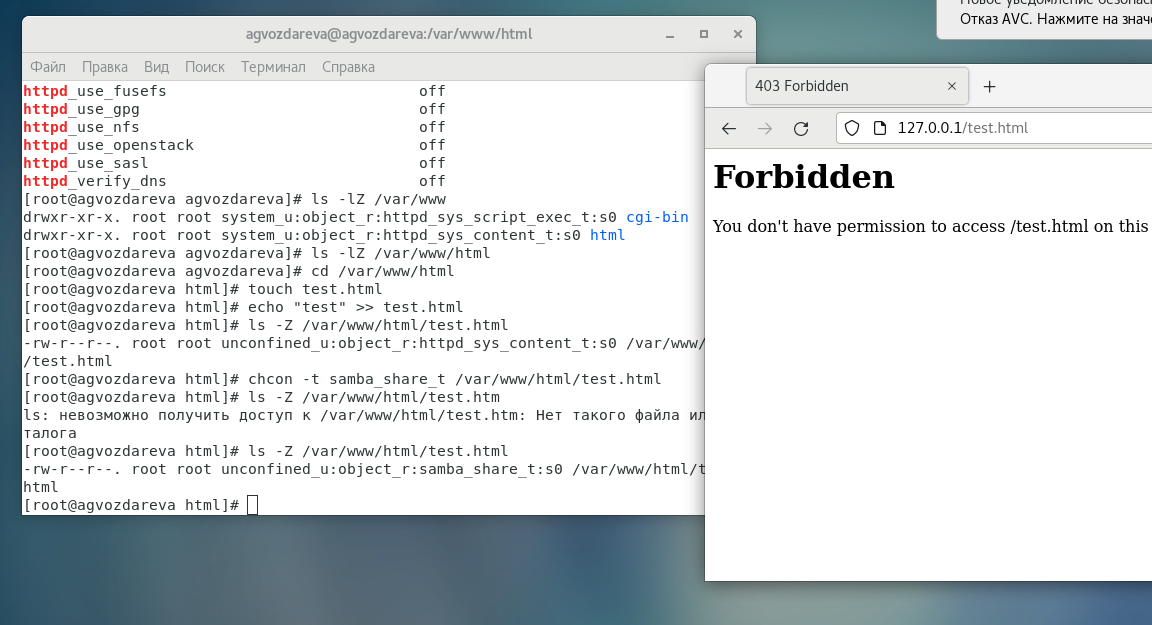 agvozdareva@agvozdareva:/var/www/html
Файл Правка Вид Поиск Терминал Справка
httpd_use_fusefs off
httpd_use_gpg off
httpd_use_nfs off
httpd_use_openstack off
httpd_use_sasl off
httpd_verify_dns off
[root@agvozdareva agvozdareva]# ls -lZ /var/www
drwxr-xr-x. root root system_u:object_r:httpd_sys_script_exec_t:s0 cgi-bin
drwxr-xr-x. root root system_u:object_r:httpd_sys_content_t:s0 html
[root@agvozdareva agvozdareva]# ls -lZ /var/www/html
[root@agvozdareva agvozdareva]# cd /var/www/html
[root@agvozdareva html]# touch test.html
[root@agvozdareva html]# echo "test" >> test.html
[root@agvozdareva html]# ls -Z /var/www/html/test.html
-rw-r--r--. root root unconfined_u:object_r:httpd_sys_content_t:s0 /var/www/
/test.html
[root@agvozdareva html]# chcon -t samba_share_t /var/www/html/test.html
[root@agvozdareva html]# ls -Z /var/www/html/test.htm
ls: невозможно получить доступ к /var/www/html/test.htm: Нет такого файла ил
талога
[root@agvozdareva html]# ls -Z /var/www/html/test.html
-rw-r--r--. root root unconfined_u:object_r:samba_share_t:s0 /var/www/html/t
html
[root@agvozdareva html]#
Новое уведомление безопас
Отказ AVC. Нажмите на знач
403 Forbidden
127.0.0.1/test.html
Forbidden
You don't have permission to access /test.html on this